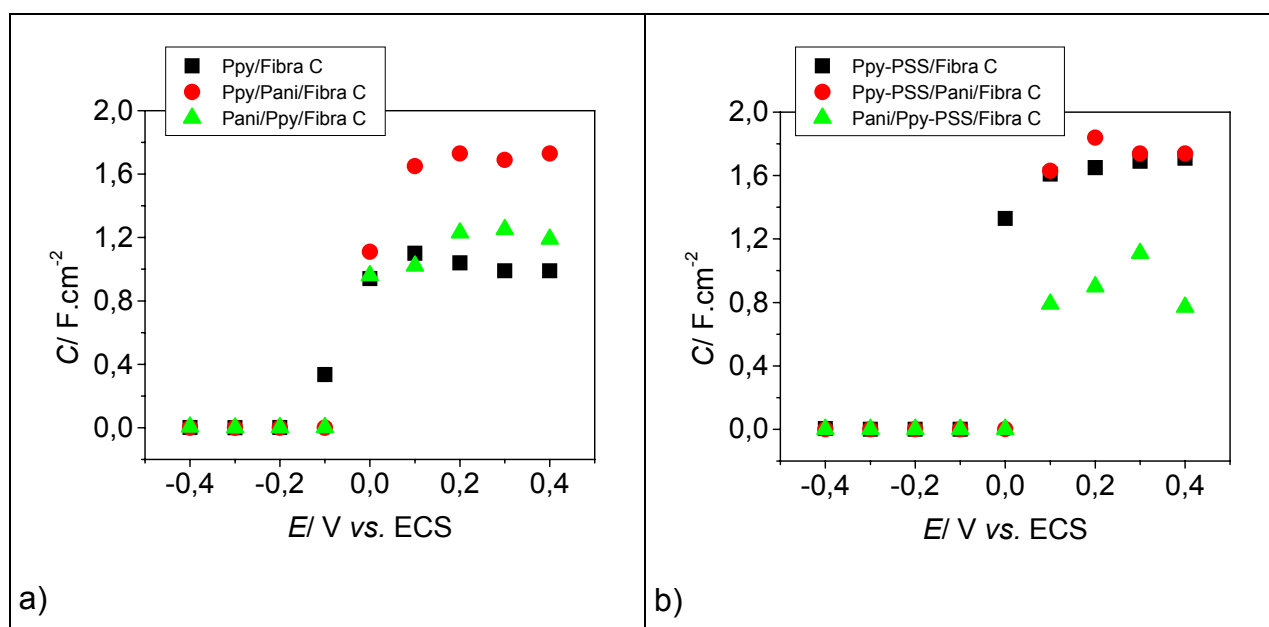 Ppy/Fibra C
Ppy/Pani/Fibra C
Pani/Ppy/Fibra C
2,0
1,6
1,2
0,8
0,4
0,0
C/ F.cm-2
-0,4 -0,2 0,0 0,2 0,4
E/ V vs. ECS
a)
Ppy-PSS/Fibra C
Ppy-PSS/Pani/Fibra C
Pani/Ppy-PSS/Fibra C
2,0
1,6
1,2
0,8
0,4
0,0
C/ F.cm-2
-0,4 -0,2 0,0 0,2 0,4
E/ V vs. ECS
b)